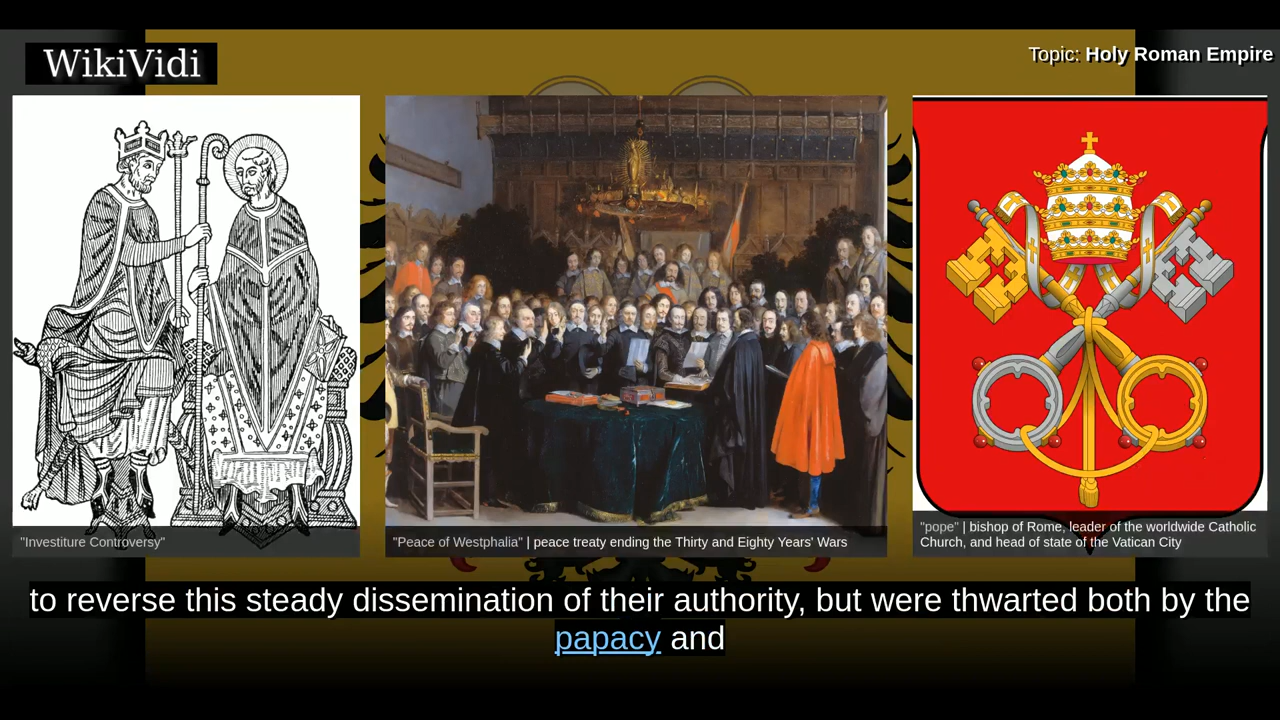 WikiVidi
Topic: Holy Roman Empire
"Investiture Controversy"
"Peace of Westphalia" | peace treaty ending the Thirty and Eighty Years' Wars
"pope" | bishop of Rome, leader of the worldwide Catholic
Church, and head of state of the Vatican City
to reverse this steady dissemination of their authority, but were thwarted both by the
papacy and